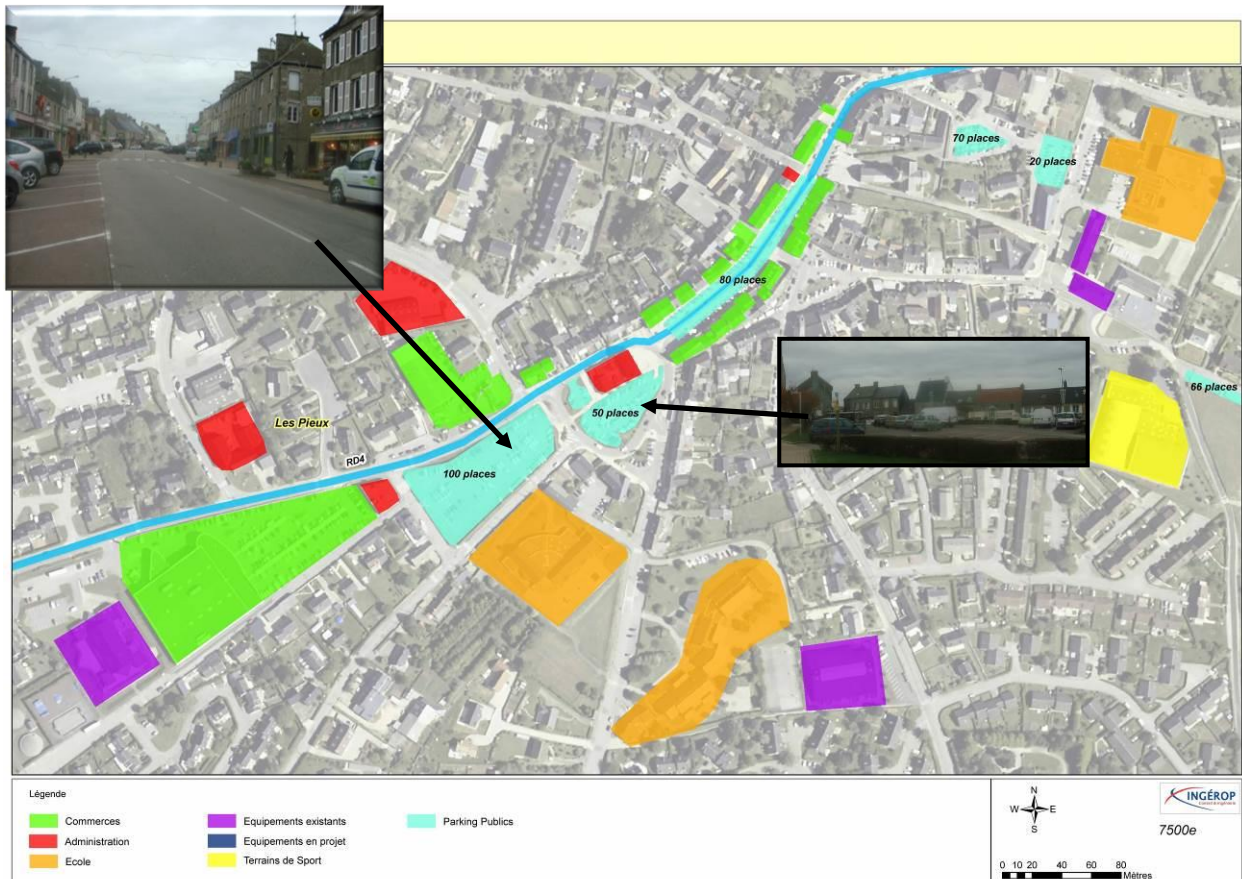 70 places
20 places
80 places
66 places
50 places
Les Pieux
RD4
100 places
Légende
Commerces
Administration
Ecole
Equipements existants
Equipements en projet
Terrains de Sport
Parking Publics
N
W E
S
INGÉROP
7500e
0 10 20 40 60 80
Mètres